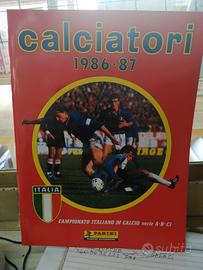 calciatori
1986-87
ITALIA
CAMPIONATO ITALIANO DI CALCIO serie A-B-C1
PANINI
subito